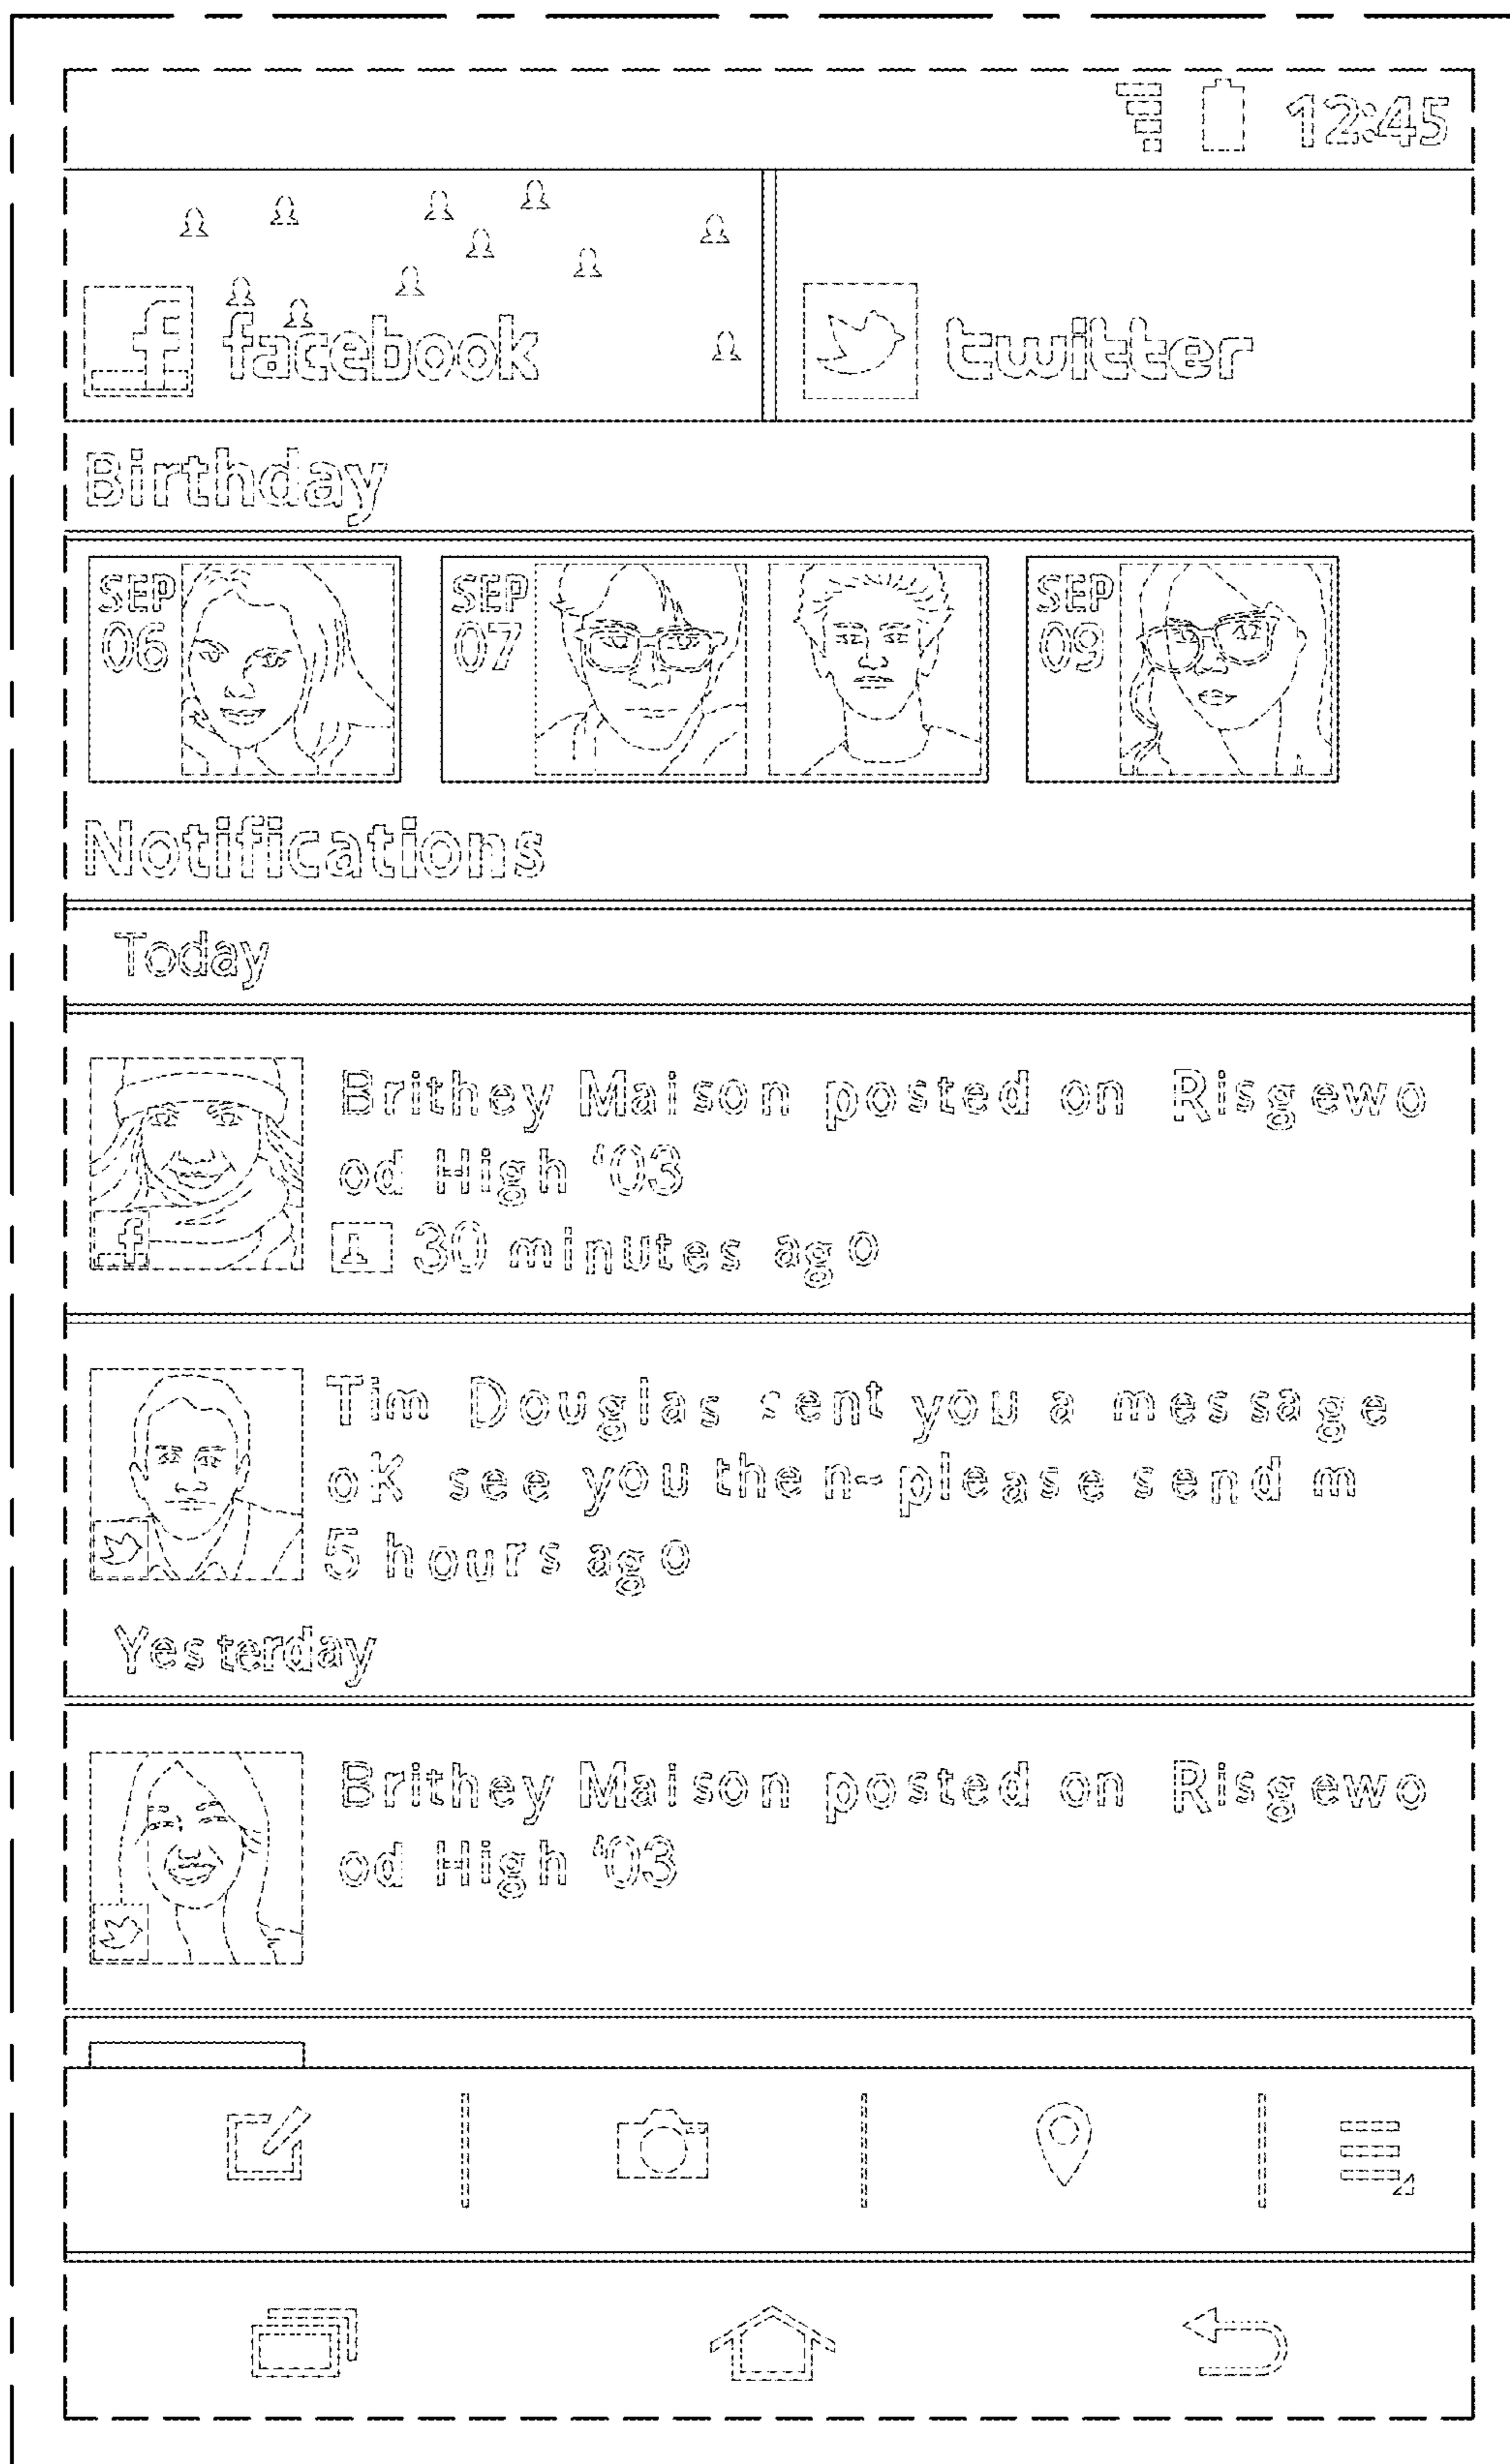 12:45
facebook twitter
Birthday
SEP 06
SEP 07
SEP 09
Notifications
Today
Brithey Maison posted on Risgewo
od High '03
30 minutes ago
Tim Douglas sent you a message
oK see you then-please send m
5 hours ago
Yesterday
Brithey Maison posted on Risgewo
od High '03